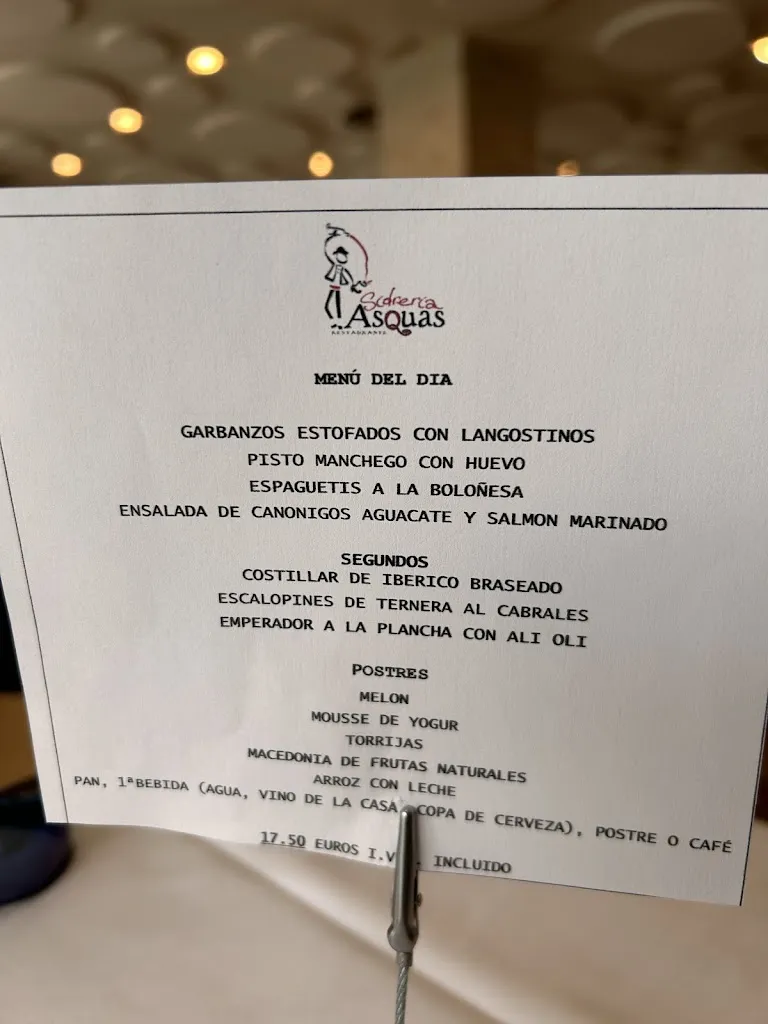 Sidrería
Asquas
RESTAURANTE
MENÚ DEL DIA
GARBANZOS ESTOFADOS CON LANGOSTINOS
PISTO MANCHEGO CON HUEVO
ESPAGUETIS A LA BOLOÑESA
ENSALADA DE CANONIGOS AGUACATE Y SALMON MARINADO
SEGUNDOS
COSTILLAR DE IBERICO BRASEADO
ESCALOPINES DE TERNERA AL CABRALES
EMPERADOR A LA PLANCHA CON ALI OLI
POSTRES
MELON
MOUSSE DE YOGUR
TORRIJAS
MACEDONIA DE FRUTAS NATURALES
ARROZ CON LECHE
PAN, 1ªBEBIDA (AGUA, VINO DE LA CASA COPA DE CERVEZA), POSTRE O CAFÉ
17.50 EUROS I.V. INCLUIDO